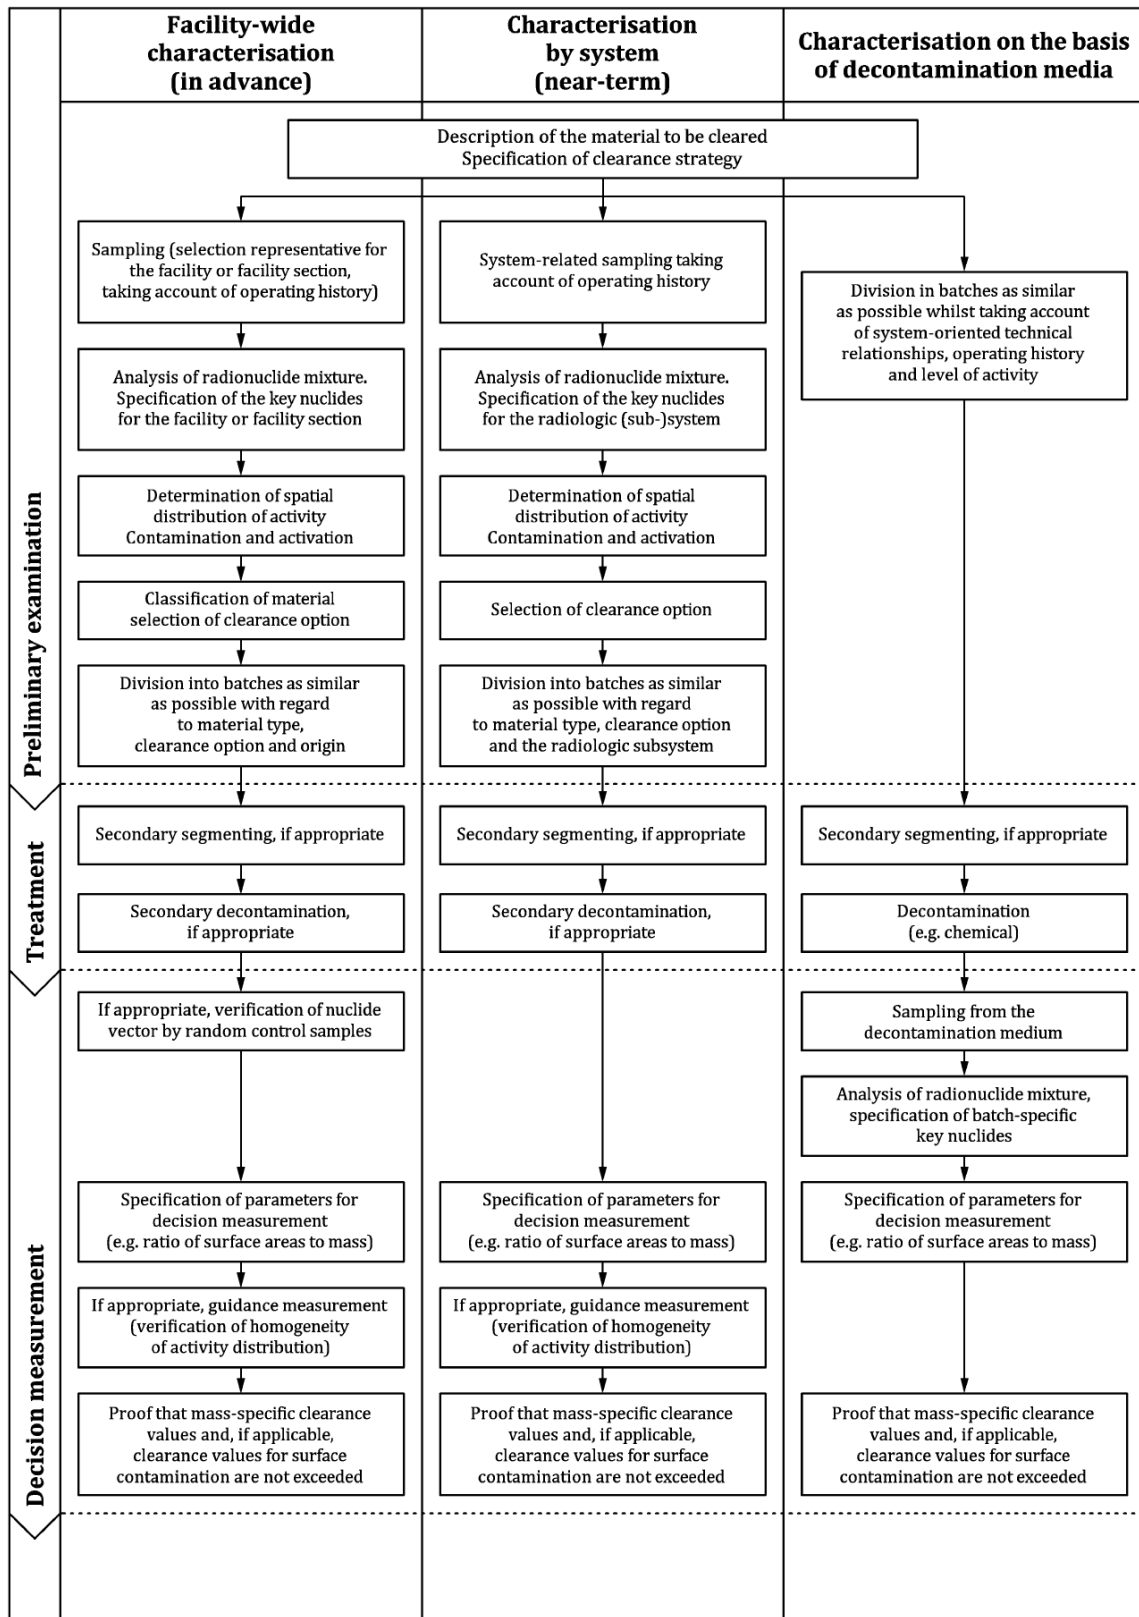 Facility-wide
characterisation
(in advance)
Characterisation
by system
(near-term)
Characterisation on the basis
of decontamination media
Preliminary examination
Description of the material to be cleared
Specification of clearance strategy
Sampling (selection representative for
the facility or facility section,
taking account of operating history)
Analysis of radionuclide mixture.
Specification of the key nuclides
for the facility or facility section
Determination of spatial
distribution of activity
Contamination and activation
Classification of material
selection of clearance option
Division into batches as similar
as possible with regard
to material type,
clearance option and origin
System-related sampling taking
account of operating history
Analysis of radionuclide mixture.
Specification of the key nuclides
for the radiologic (sub-)system
Determination of spatial
distribution of activity
Contamination and activation
Selection of clearance option
Division into batches as similar
as possible with regard
to material type, clearance option
and the radiologic subsystem
Division in batches as similar
as possible whilst taking account
of system-oriented technical
relationships, operating history
and level of activity
Treatment
Secondary segmenting, if appropriate
Secondary decontamination,
if appropriate
Secondary segmenting, if appropriate
Secondary decontamination,
if appropriate
Secondary segmenting, if appropriate
Decontamination
(e.g. chemical)
Decision measurement
If appropriate, verification of nuclide
vector by random control samples
Specification of parameters for
decision measurement
(e.g. ratio of surface areas to mass)
If appropriate, guidance measurement
(verification of homogeneity
of activity distribution)
Proof that mass-specific clearance
values and, if applicable,
clearance values for surface
contamination are not exceeded
Specification of parameters for
decision measurement
(e.g. ratio of surface areas to mass)
If appropriate, guidance measurement
(verification of homogeneity
of activity distribution)
Proof that mass-specific clearance
values and, if applicable,
clearance values for surface
contamination are not exceeded
Sampling from the
decontamination medium
Analysis of radionuclide mixture,
specification of batch-specific
key nuclides
Specification of parameters for
decision measurement
(e.g. ratio of surface areas to mass)
Proof that mass-specific clearance
values and, if applicable,
clearance values for surface
contamination are not exceeded